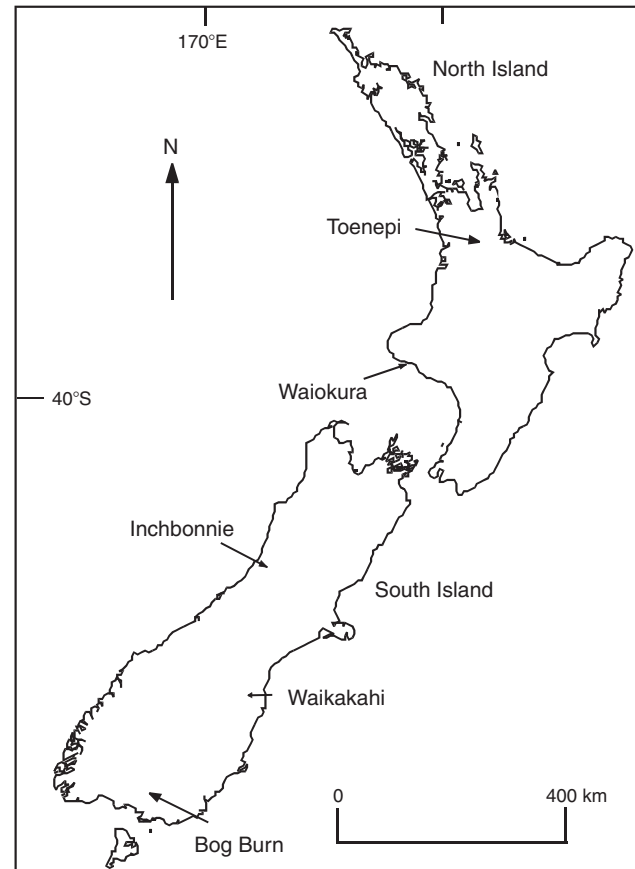 170°E
North Island
N
Toenepi
Waiokura
40°S
Inchbonnie
South Island
Waikakahi
0 400 km
Bog Burn